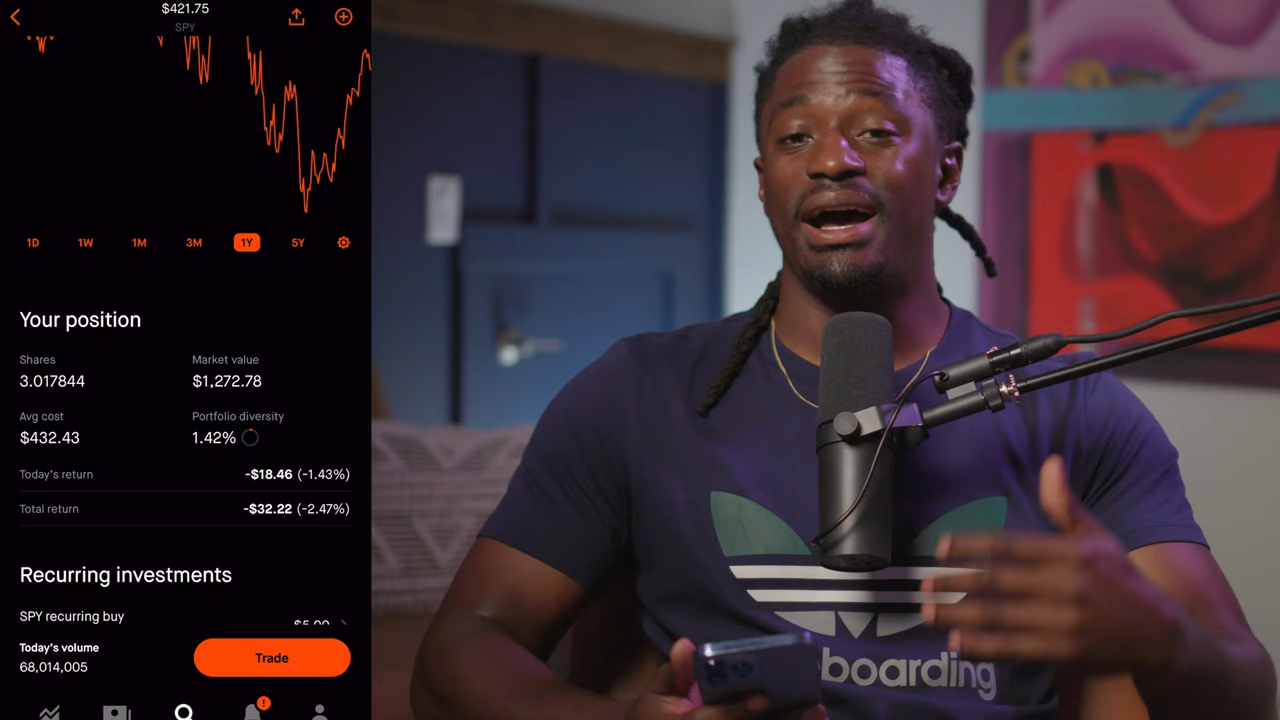 $421.75
SPY
1D 1W 1M 3M 1Y 5Y
Your position
Shares Market value
3.017844 $1,272.78
Avg cost Portfolio diversity
$432.43 1.42%
Today's return -$18.46 (-1.43%)
Total return -$32.22 (-2.47%)
Recurring investments
SPY recurring buy $5.00
Today's volume
68,014,005
Trade
!
boarding